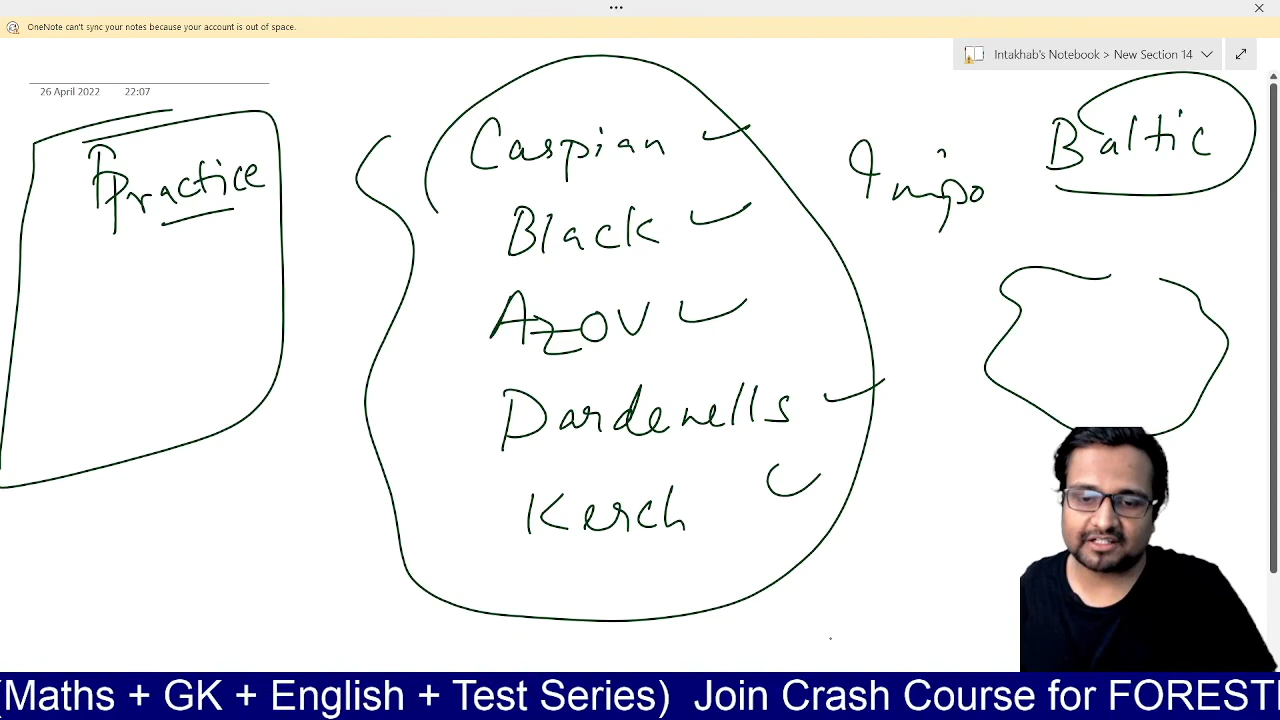 OneNote can't sync your notes because your account is out of space.
Intakhab's Notebook > New Section 14
26 April 2022 22:07
Practice
Caspian
Black
Azov
Dardenells
Kerch
Impo
Baltic
(Maths + GK + English + Test Series) Join Crash Course for FOREST